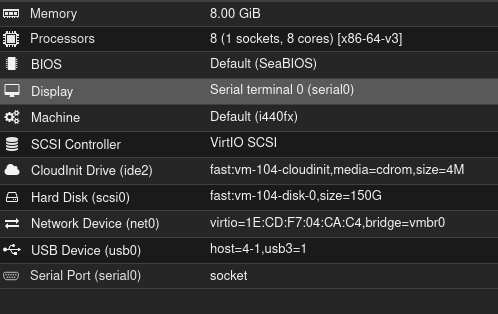 Memory 8.00 GiB
Processors 8 (1 sockets, 8 cores) [x86-64-v3]
BIOS Default (SeaBIOS)
Display Serial terminal 0 (serial0)
Machine Default (i440fx)
SCSI Controller VirtIO SCSI
CloudInit Drive (ide2) fast:vm-104-cloudinit,media=cdrom,size=4M
Hard Disk (scsi0) fast:vm-104-disk-0,size=150G
Network Device (net0) virtio=1E:CD:F7:04:CA:C4,bridge=vmbr0
USB Device (usb0) host=4-1,usb3=1
Serial Port (serial0) socket